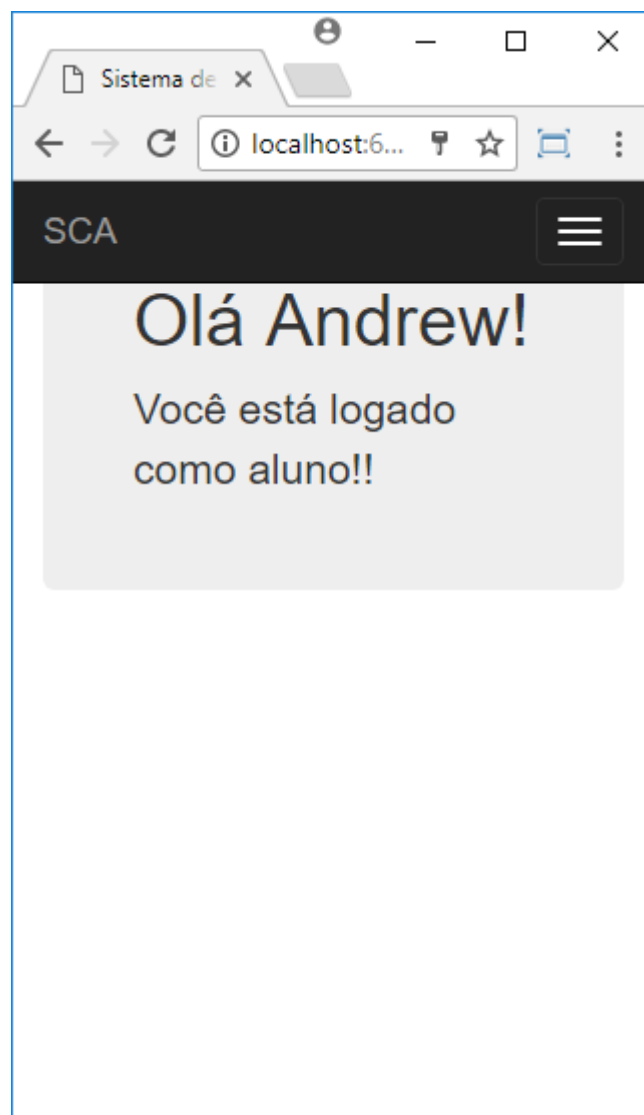 Sistema de
localhost:6...
SCA
Olá Andrew!
Você está logado
como aluno!!